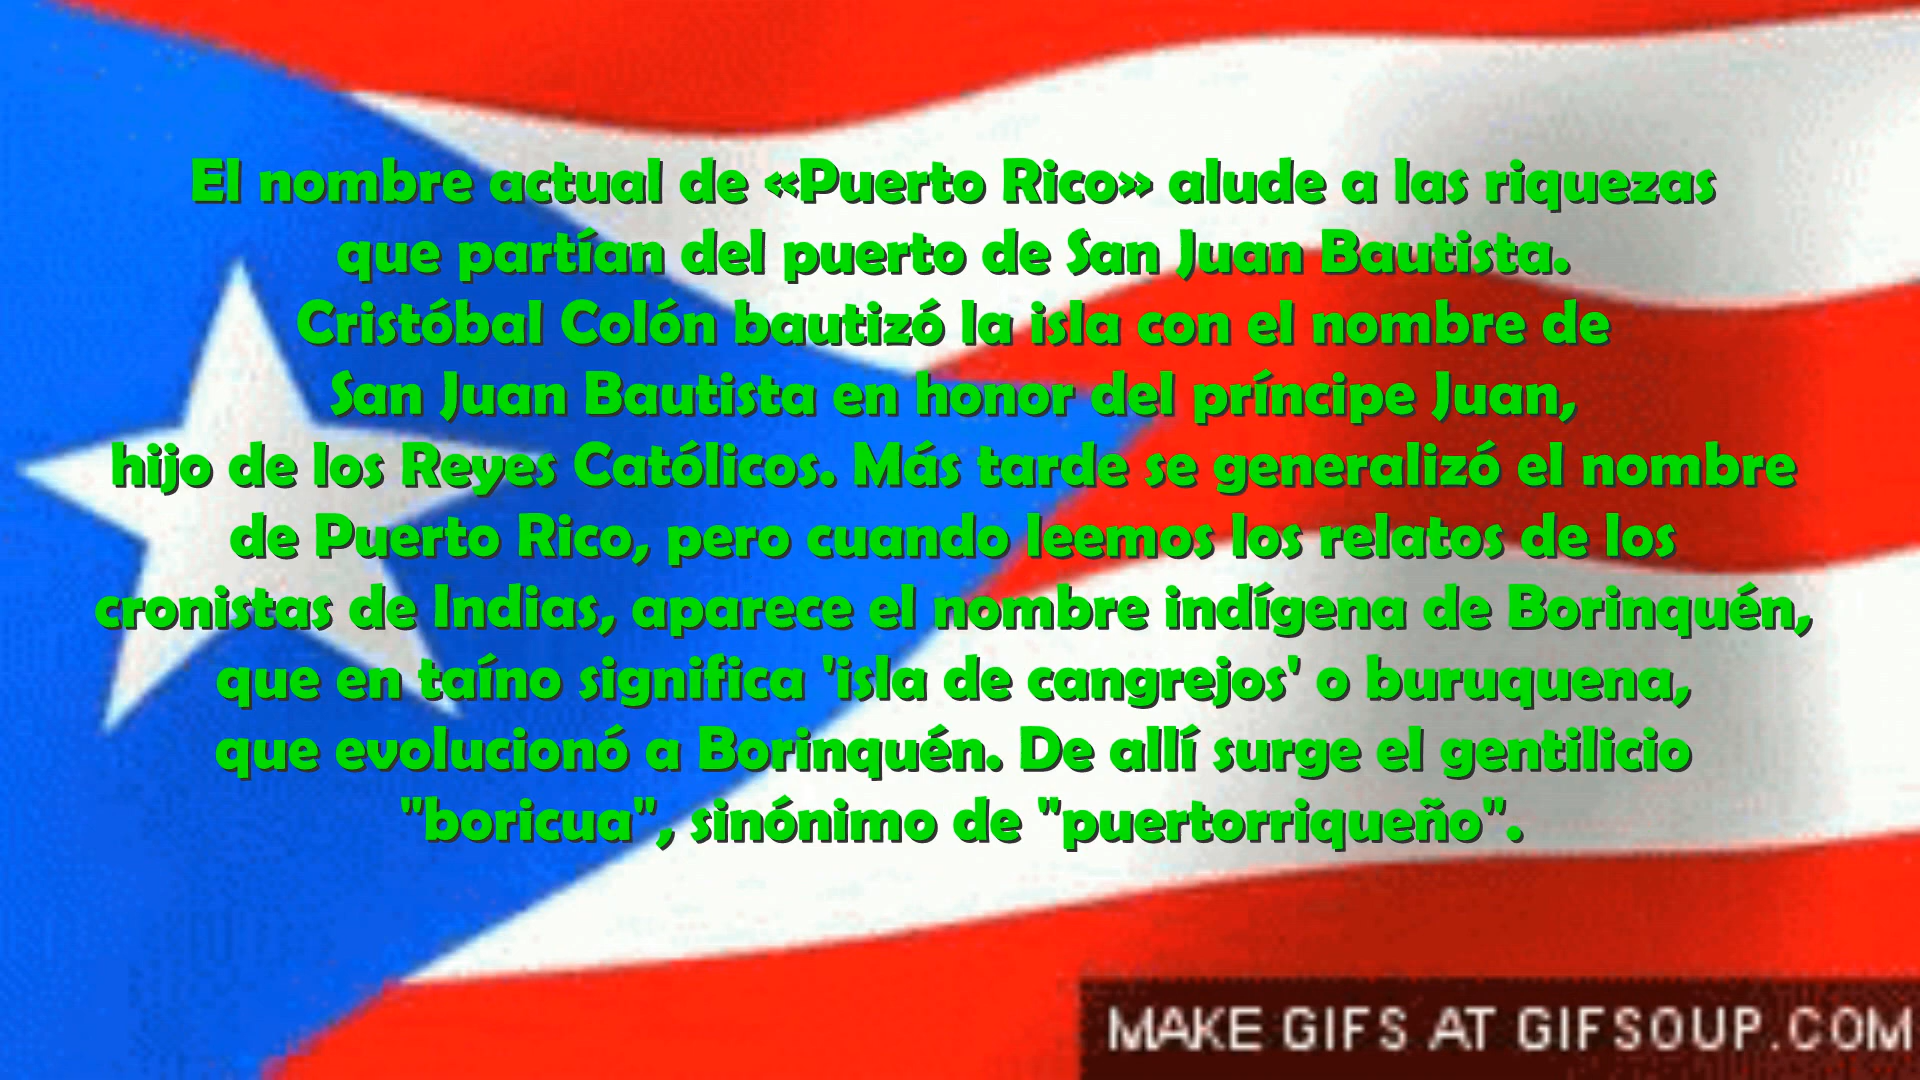 El nombre actual de «Puerto Rico» alude a las riquezas
que partían del puerto de San Juan Bautista.
Cristóbal Colón bautizó la isla con el nombre de
San Juan Bautista en honor del príncipe Juan,
hijo de los Reyes Católicos. Más tarde se generalizó el nombre
de Puerto Rico, pero cuando leemos los relatos de los
cronistas de Indias, aparece el nombre indígena de Borinquén,
que en taíno significa 'isla de cangrejos' o buruquena,
que evolucionó a Borinquén. De allí surge el gentilicio
"boricua", sinónimo de "puertorriqueño".
MAKE GIFS AT GIFSOUP.COM